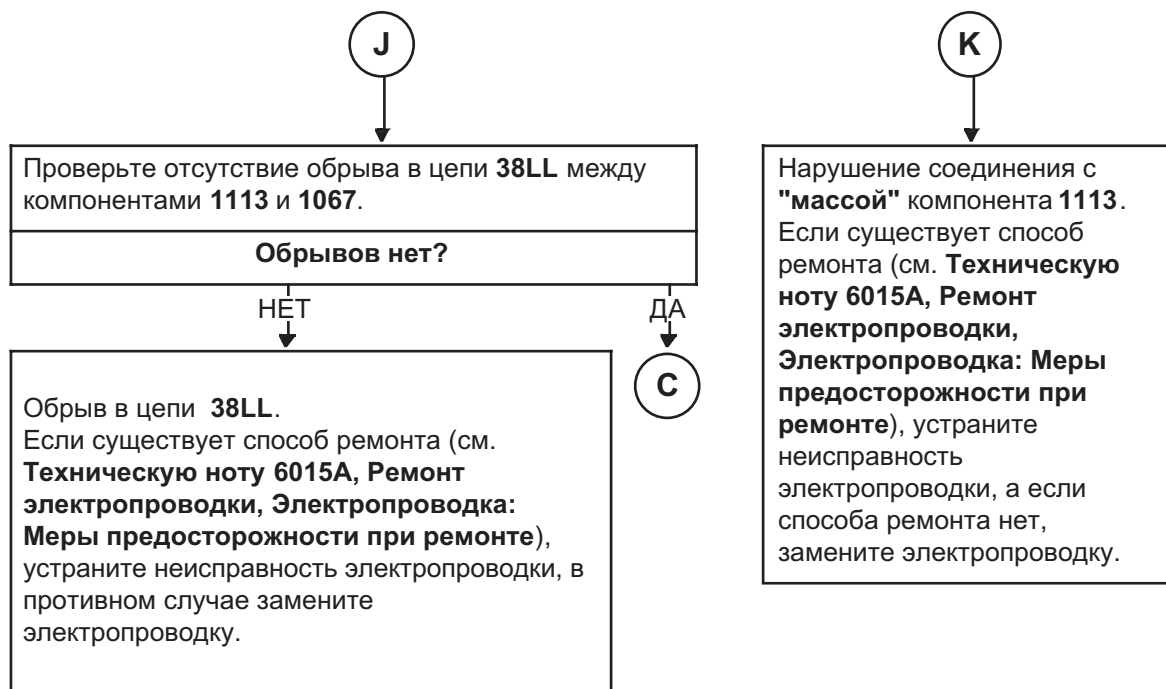 J
Проверьте отсутствие обрыва в цепи 38LL между
компонентами 1113 и 1067.
Обрывов нет?
НЕТ
ДА
Обрыв в цепи 38LL.
Если существует способ ремонта (см.
Техническую ноту 6015A, Ремонт
электропроводки, Электропроводка:
Меры предосторожности при ремонте),
устраните неисправность электропроводки, в
противном случае замените
электропроводку.
C
K
Нарушение соединения с
"массой" компонента 1113.
Если существует способ
ремонта (см. Техническую
ноту 6015A, Ремонт
электропроводки,
Электропроводка: Меры
предосторожности при
ремонте), устраните
неисправность
электропроводки, а если
способа ремонта нет,
замените электропроводку.